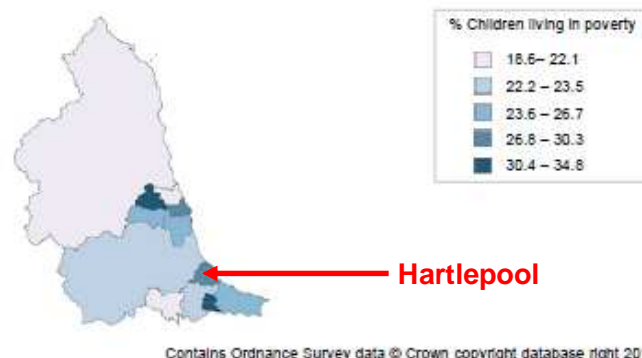 % Children living in poverty
18.6– 22.1
22.2 – 23.5
23.6 – 26.7
26.8 – 30.3
30.4 – 34.8
Hartlepool
Contains Ordnance Survey data © Crown copyright database right 20